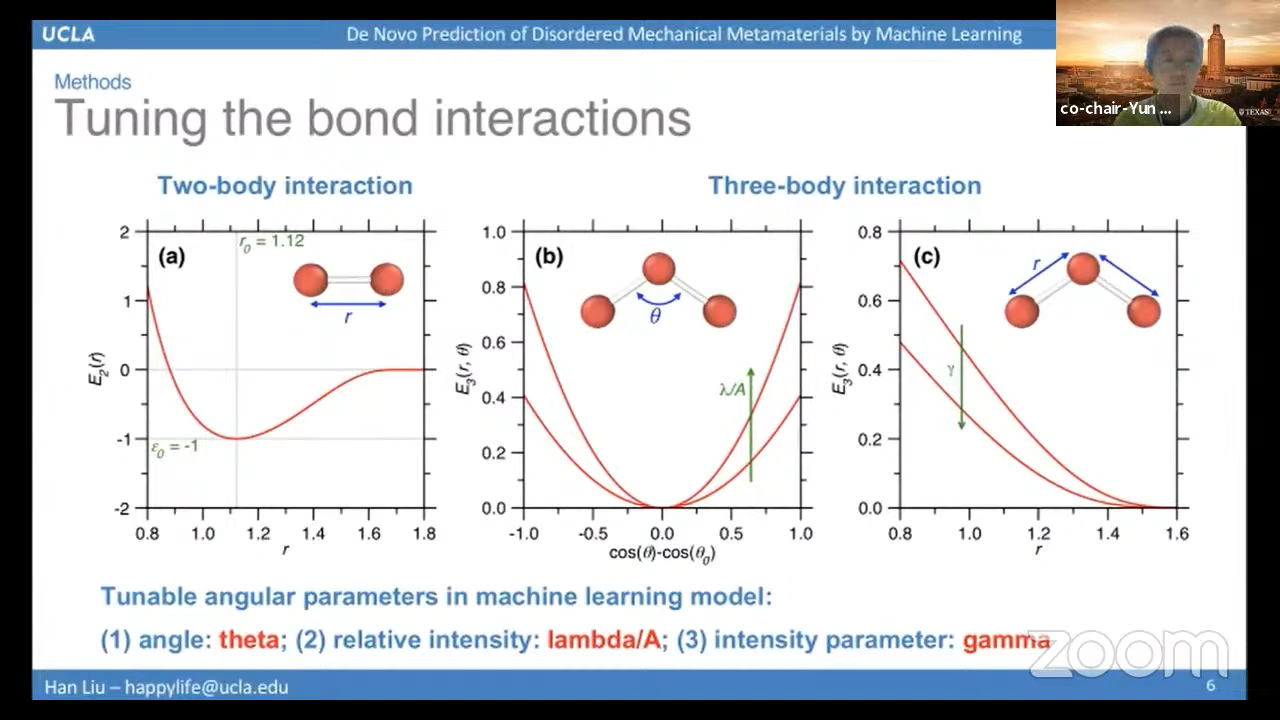 UCLA
De Novo Prediction of Disordered Mechanical Metamaterials by Machine Learning
co-chair-Yun ...
TEXAS
Methods
Tuning the bond interactions
Two-body interaction
Three-body interaction
(a)
r0 = 1.12
r
ε0 = -1
E2(r)
2
1
0
-1
-2
0.8 1.0 1.2 1.4 1.6 1.8
r
(b)
θ
λ/A
E3(r, θ)
1.0
0.8
0.6
0.4
0.2
0.0
-1.0 -0.5 0.0 0.5 1.0
cos(θ)-cos(θ0)
(c)
r
γ
E3(r, θ)
0.8
0.6
0.4
0.2
0.0
0.8 1.0 1.2 1.4 1.6
r
Tunable angular parameters in machine learning model:
(1) angle: theta; (2) relative intensity: lambda/A; (3) intensity parameter: gamma
zoom
Han Liu – happylife@ucla.edu
6